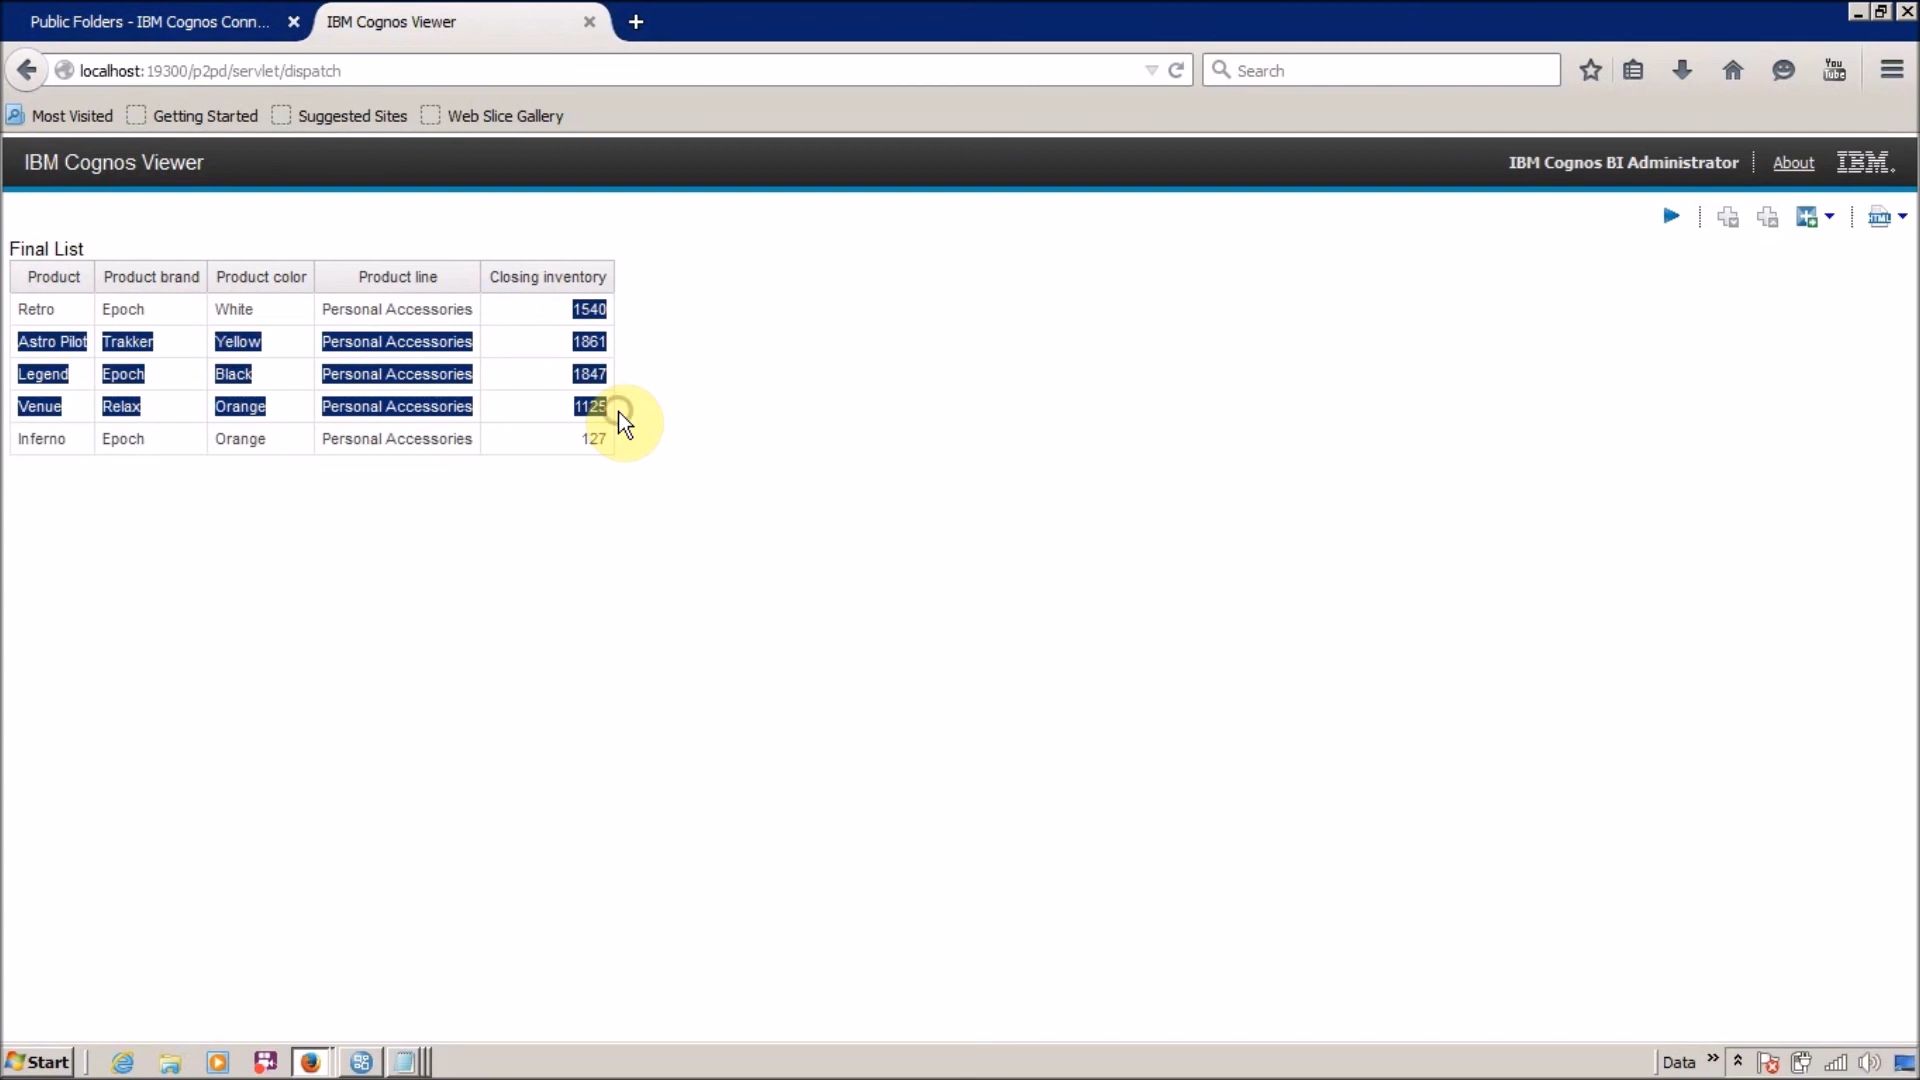 Public Folders - IBM Cognos Conn...
IBM Cognos Viewer
localhost:19300/p2pd/servlet/dispatch
Search
You Tube
Most Visited Getting Started Suggested Sites Web Slice Gallery
IBM Cognos Viewer
IBM Cognos BI Administrator About IBM.
HTML
Final List
Product Product brand Product color Product line Closing inventory
Retro Epoch White Personal Accessories 1540
Astro Pilot Trakker Yellow Personal Accessories 1861
Legend Epoch Black Personal Accessories 1847
Venue Relax Orange Personal Accessories 1125
Inferno Epoch Orange Personal Accessories 127
Start
Data